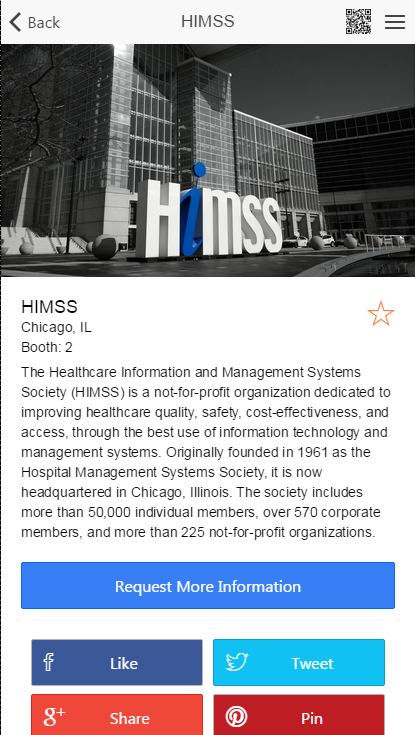 Back
HIMSS
HiMSS
HIMSS
Chicago, IL
Booth: 2
The Healthcare Information and Management Systems
Society (HIMSS) is a not-for-profit organization dedicated to
improving healthcare quality, safety, cost-effectiveness, and
access, through the best use of information technology and
management systems. Originally founded in 1961 as the
Hospital Management Systems Society, it is now
headquartered in Chicago, Illinois. The society includes
more than 50,000 individual members, over 570 corporate
members, and more than 225 not-for-profit organizations.
Request More Information
f Like
Tweet
g+ Share
Pin